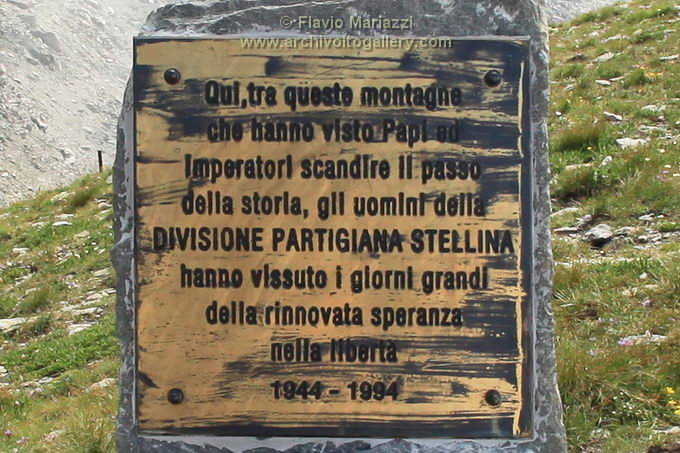 © Flavio Mariazzi
www.archivoltogallery.com
Qui,tra queste montagne
che hanno visto Papi ed
Imperatori scandire il passo
della storia, gli uomini della
DIVISIONE PARTIGIANA STELLINA
hanno vissuto i giorni grandi
della rinnovata speranza
nella libertà
1944 - 1994